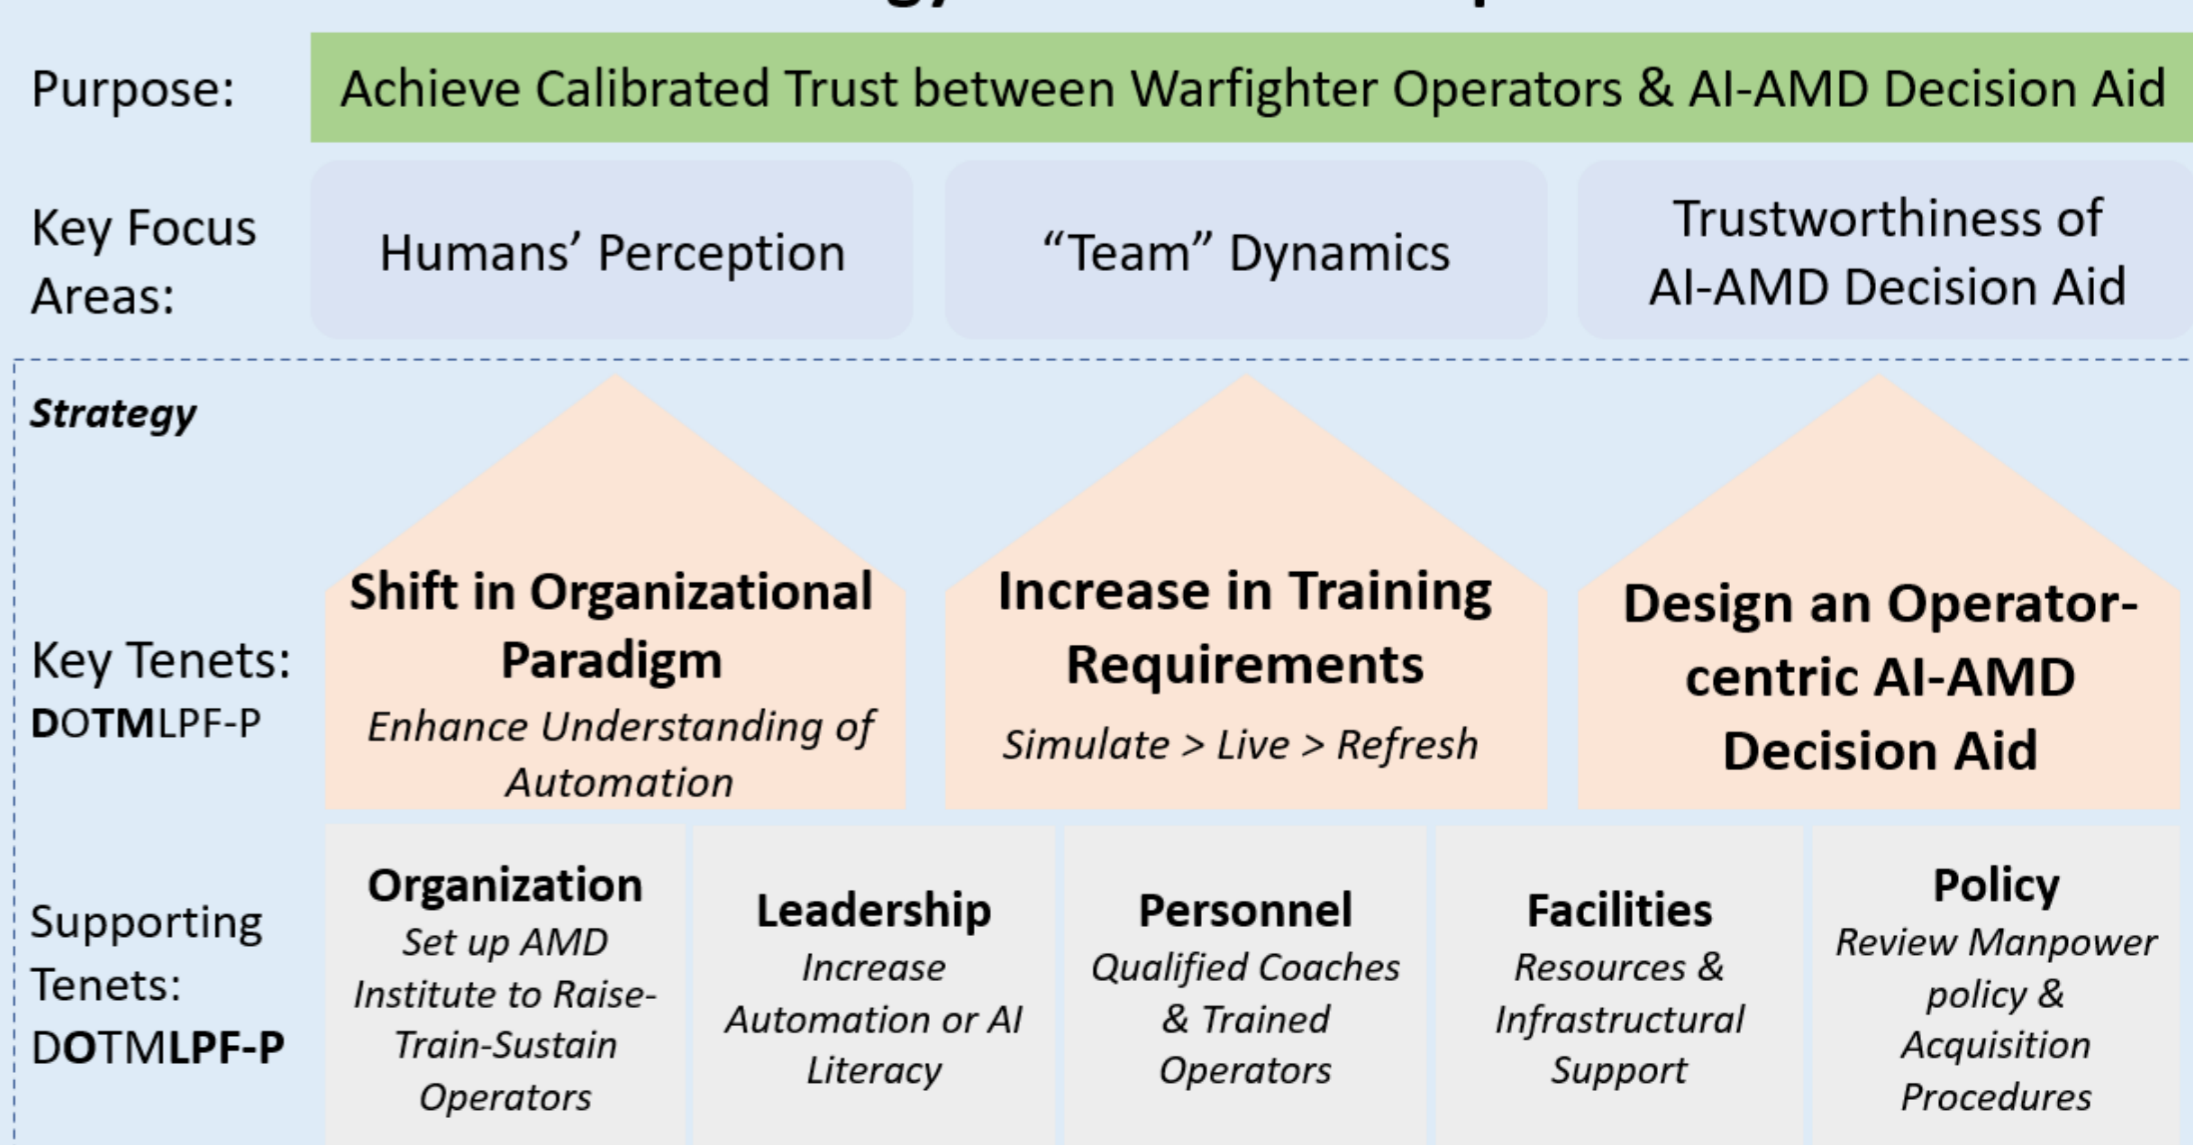 Purpose:
Achieve Calibrated Trust between Warfighter Operators & AI-AMD Decision Aid
Key Focus
Areas:
Humans’ Perception
“Team” Dynamics
Trustworthiness of
AI-AMD Decision Aid
Strategy
Key Tenets:
DOTMLPF-P
Shift in Organizational
Paradigm
Enhance Understanding of
Automation
Increase in Training
Requirements
Simulate > Live > Refresh
Design an Operator-
centric AI-AMD
Decision Aid
Supporting
Tenets:
DOTMLPF-P
Organization
Set up AMD
Institute to Raise-
Train-Sustain
Operators
Leadership
Increase
Automation or AI
Literacy
Personnel
Qualified Coaches
& Trained
Operators
Facilities
Resources &
Infrastructural
Support
Policy
Review Manpower
policy &
Acquisition
Procedures